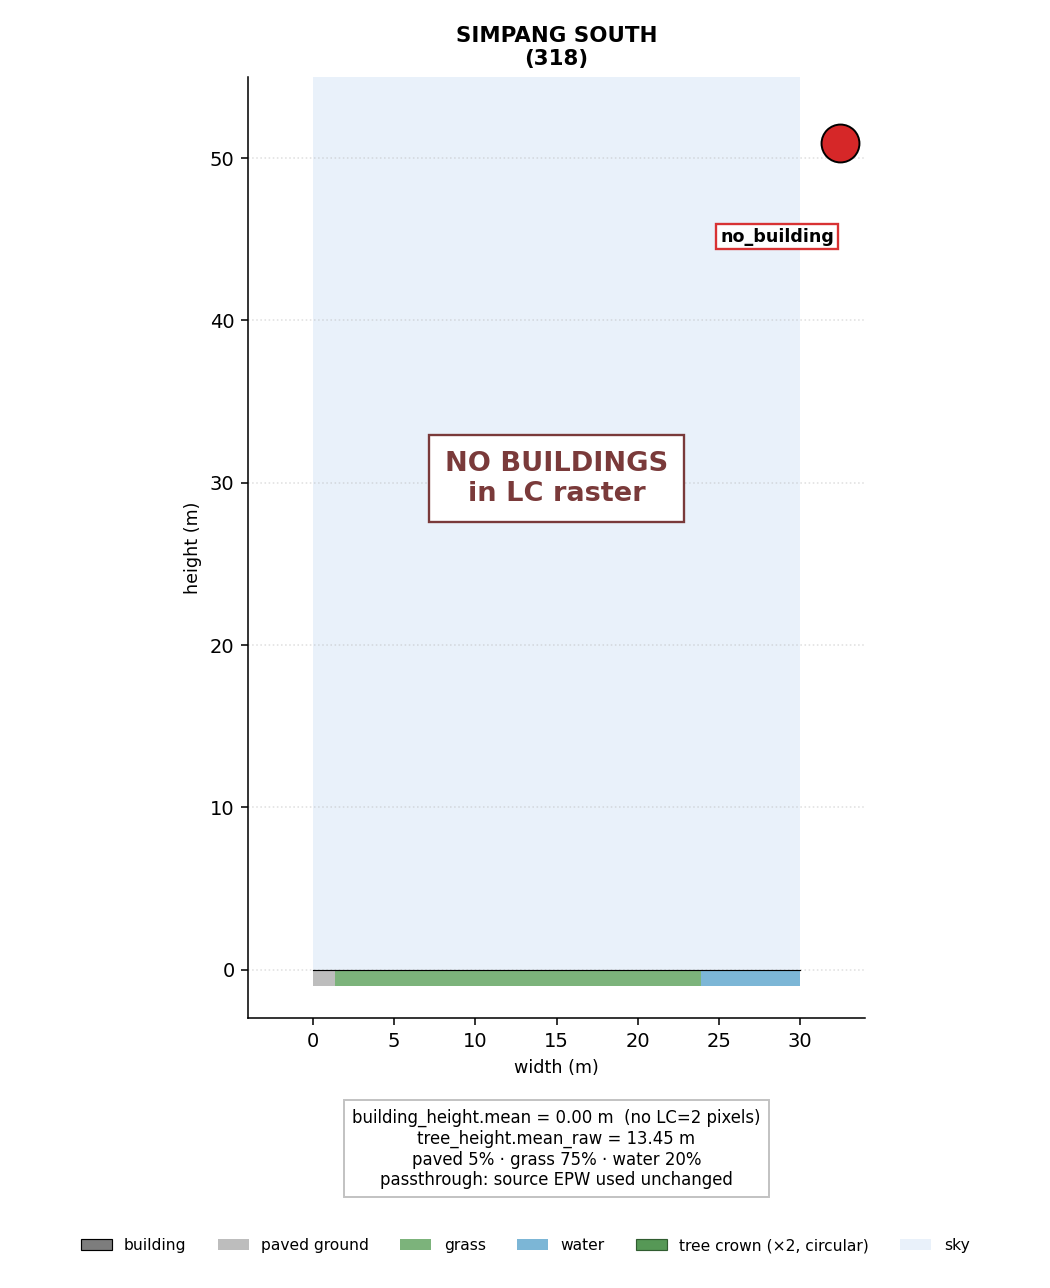 SIMPANG SOUTH
(318)
50
no_building
40
NO BUILDINGS
in LC raster
30
height (m)
20
10
0
0 5 10 15 20 25 30
width (m)
building_height.mean = 0.00 m (no LC=2 pixels)
tree_height.mean_raw = 13.45 m
paved 5% · grass 75% · water 20%
passthrough: source EPW used unchanged
building paved ground grass water tree crown (×2, circular) sky